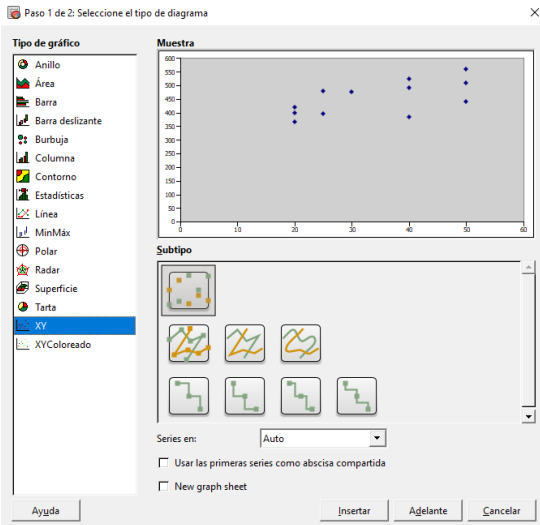 Paso 1 de 2: Seleccione el tipo de diagrama
Tipo de gráfico
Anillo
Área
Barra
Barra deslizante
Burbuja
Columna
Contorno
Estadísticas
Línea
MinMáx
Polar
Radar
Superficie
Tarta
XY
XYColoreado
Muestra
600
550
500
450
400
350
300
250
200
150
100
50
0
0 10 20 30 40 50 60
Subtipo
Series en: Auto
Usar las primeras series como abscisa compartida
New graph sheet
Ayuda Insertar Adelante Cancelar